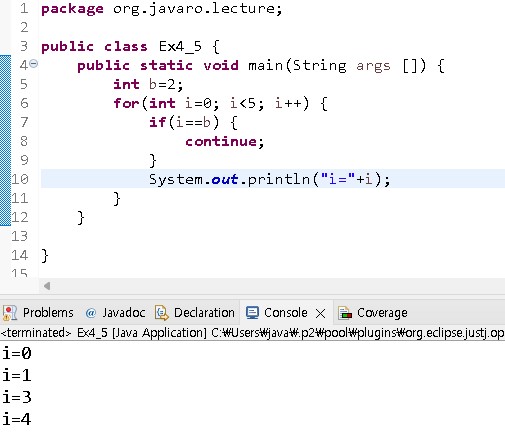 1 package org.javaro.lecture;
2
3 public class Ex4_5 {
4 public static void main(String args []) {
5 int b=2;
6 for(int i=0; i<5; i++) {
7 if(i==b) {
8 continue;
9 }
10 System.out.println("i="+i);
11 }
12 }
13
14 }
15
Problems @ Javadoc Declaration Console × Coverage
<terminated> Ex4_5 [Java Application] C:₩Users₩java₩.p2₩pool₩plugins₩org.eclipse.justj.op
i=0
i=1
i=3
i=4